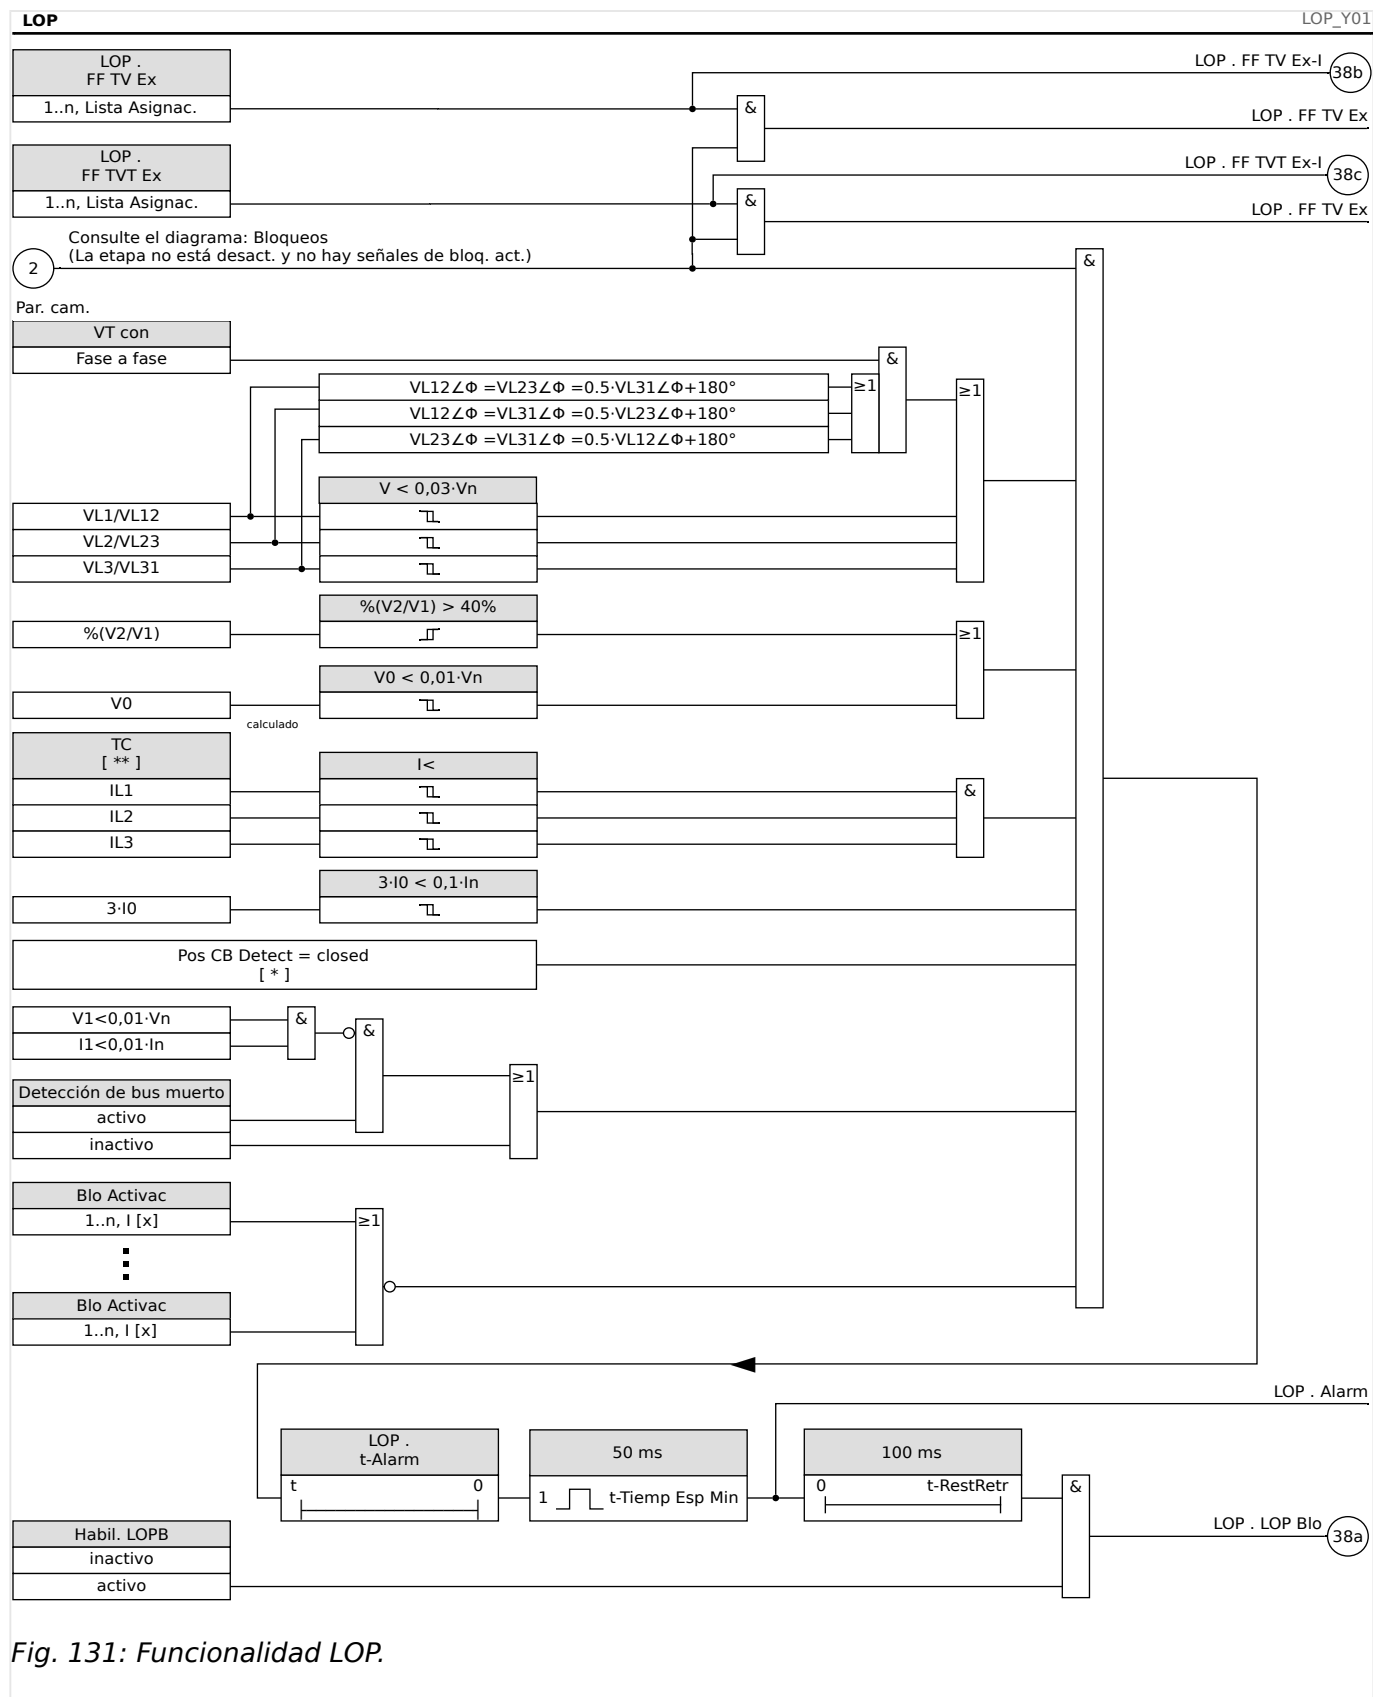 LOP
LOP_Y01
LOP .
FF TV Ex
1..n, Lista Asignac.
LOP . FF TV Ex-I
38b
&
LOP . FF TV Ex
LOP .
FF TVT Ex
1..n, Lista Asignac.
LOP . FF TVT Ex-I
38c
&
LOP . FF TV Ex
2
Consulte el diagrama: Bloqueos
(La etapa no está desact. y no hay señales de bloq. act.)
&
Par. cam.
VT con
Fase a fase
&
VL12∠Φ =VL23∠Φ =0.5·VL31∠Φ+180°
VL12∠Φ =VL31∠Φ =0.5·VL23∠Φ+180°
VL23∠Φ =VL31∠Φ =0.5·VL12∠Φ+180°
≥1
≥1
V < 0,03·Vn
VL1/VL12
VL2/VL23
VL3/VL31
%(V2/V1) > 40%
%(V2/V1)
≥1
V0 < 0,01·Vn
V0
calculado
TC
[ ** ]
I<
IL1
IL2
IL3
&
3·I0 < 0,1·In
3·I0
Pos CB Detect = closed
[ * ]
V1<0,01·Vn
I1<0,01·In
&
&
Detección de bus muerto
activo
inactivo
≥1
Blo Activac
1..n, I [x]
≥1
Blo Activac
1..n, I [x]
LOP . Alarm
LOP .
t-Alarm
t 0
50 ms
1 t-Tiemp Esp Min
100 ms
0 t-RestRetr
&
LOP . LOP Blo
38a
Habil. LOPB
inactivo
activo
Fig. 131: Funcionalidad LOP.